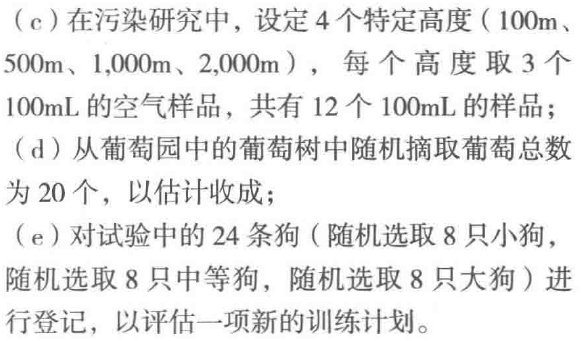 （c）在污染研究中，设定 4 个特定高度（100m、
500m、1,000m、2,000m），每个高度取 3 个
100mL 的空气样品，共有 12 个 100mL 的样品；
（d）从葡萄园中的葡萄树中随机摘取葡萄总数
为 20 个，以估计收成；
（e）对试验中的 24 条狗（随机选取 8 只小狗，
随机选取 8 只中等狗，随机选取 8 只大狗）进
行登记，以评估一项新的训练计划。